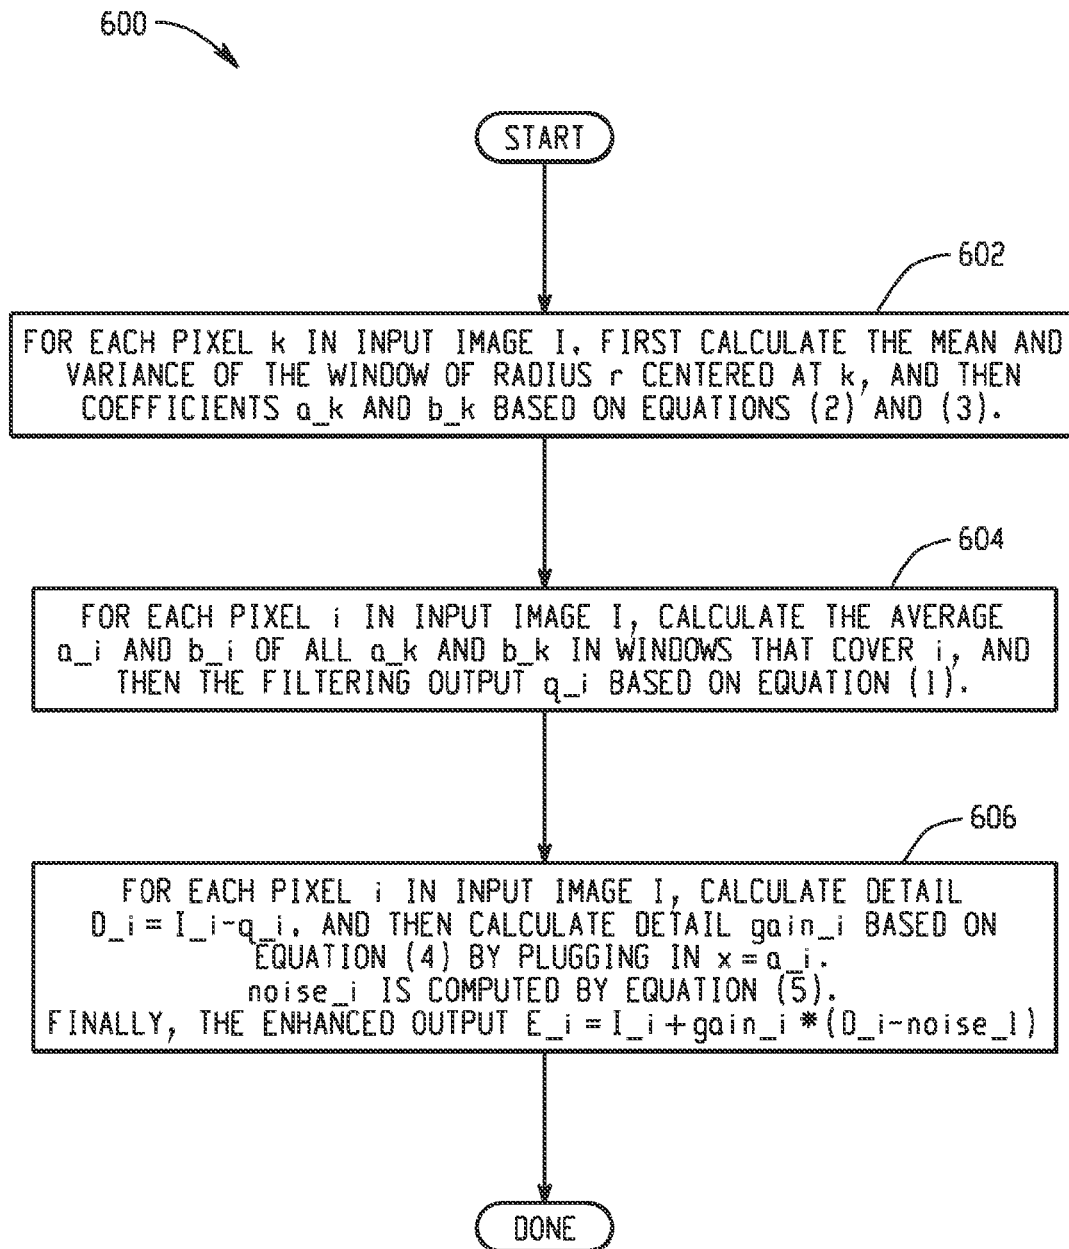 600
START
602
FOR EACH PIXEL k IN INPUT IMAGE I, FIRST CALCULATE THE MEAN AND
VARIANCE OF THE WINDOW OF RADIUS r CENTERED AT k, AND THEN
COEFFICIENTS a_k AND b_k BASED ON EQUATIONS (2) AND (3).
604
FOR EACH PIXEL i IN INPUT IMAGE I, CALCULATE THE AVERAGE
a_i AND b_i OF ALL a_k AND b_k IN WINDOWS THAT COVER i, AND
THEN THE FILTERING OUTPUT q_i BASED ON EQUATION (1).
606
FOR EACH PIXEL i IN INPUT IMAGE I, CALCULATE DETAIL
D_i = I_i-q_i, AND THEN CALCULATE DETAIL gain_i BASED ON
EQUATION (4) BY PLUGGING IN x = a_i.
noise_i IS COMPUTED BY EQUATION (5).
FINALLY, THE ENHANCED OUTPUT E_i = I_i + gain_i * (D_i-noise_l)
DONE